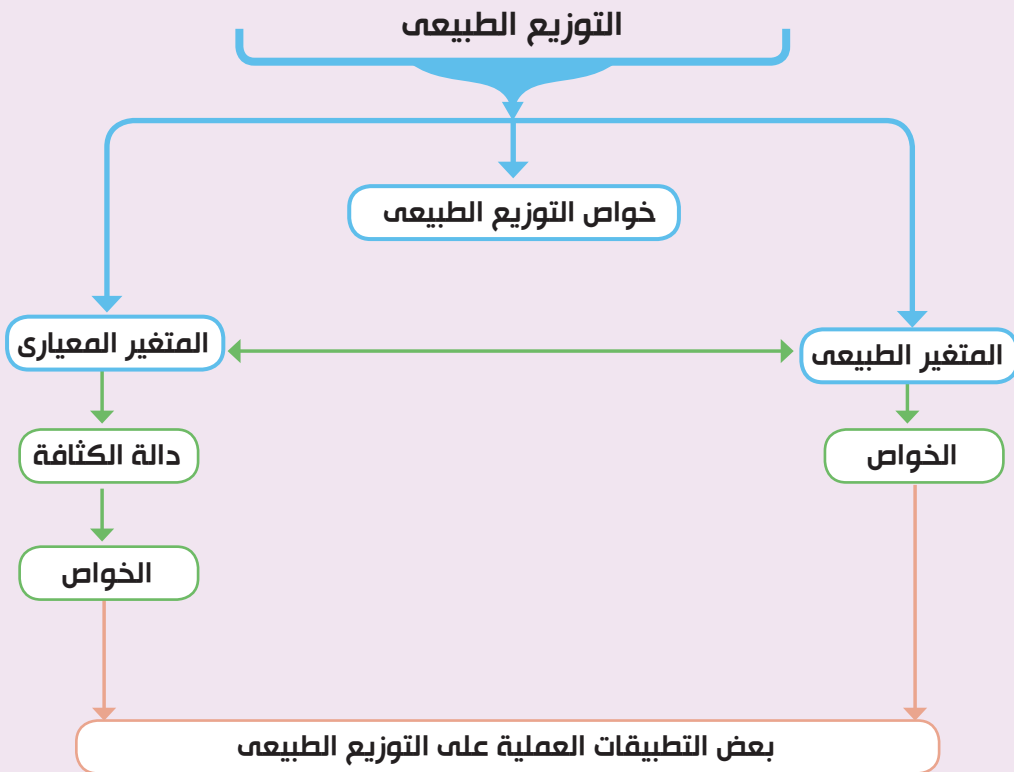 التوزيع الطبيعى
خواص التوزيع الطبيعى
المتغير الطبيعى
المتغير المعيارى
الخواص
دالة الكثافة
الخواص
بعض التطبيقات العملية على التوزيع الطبيعى